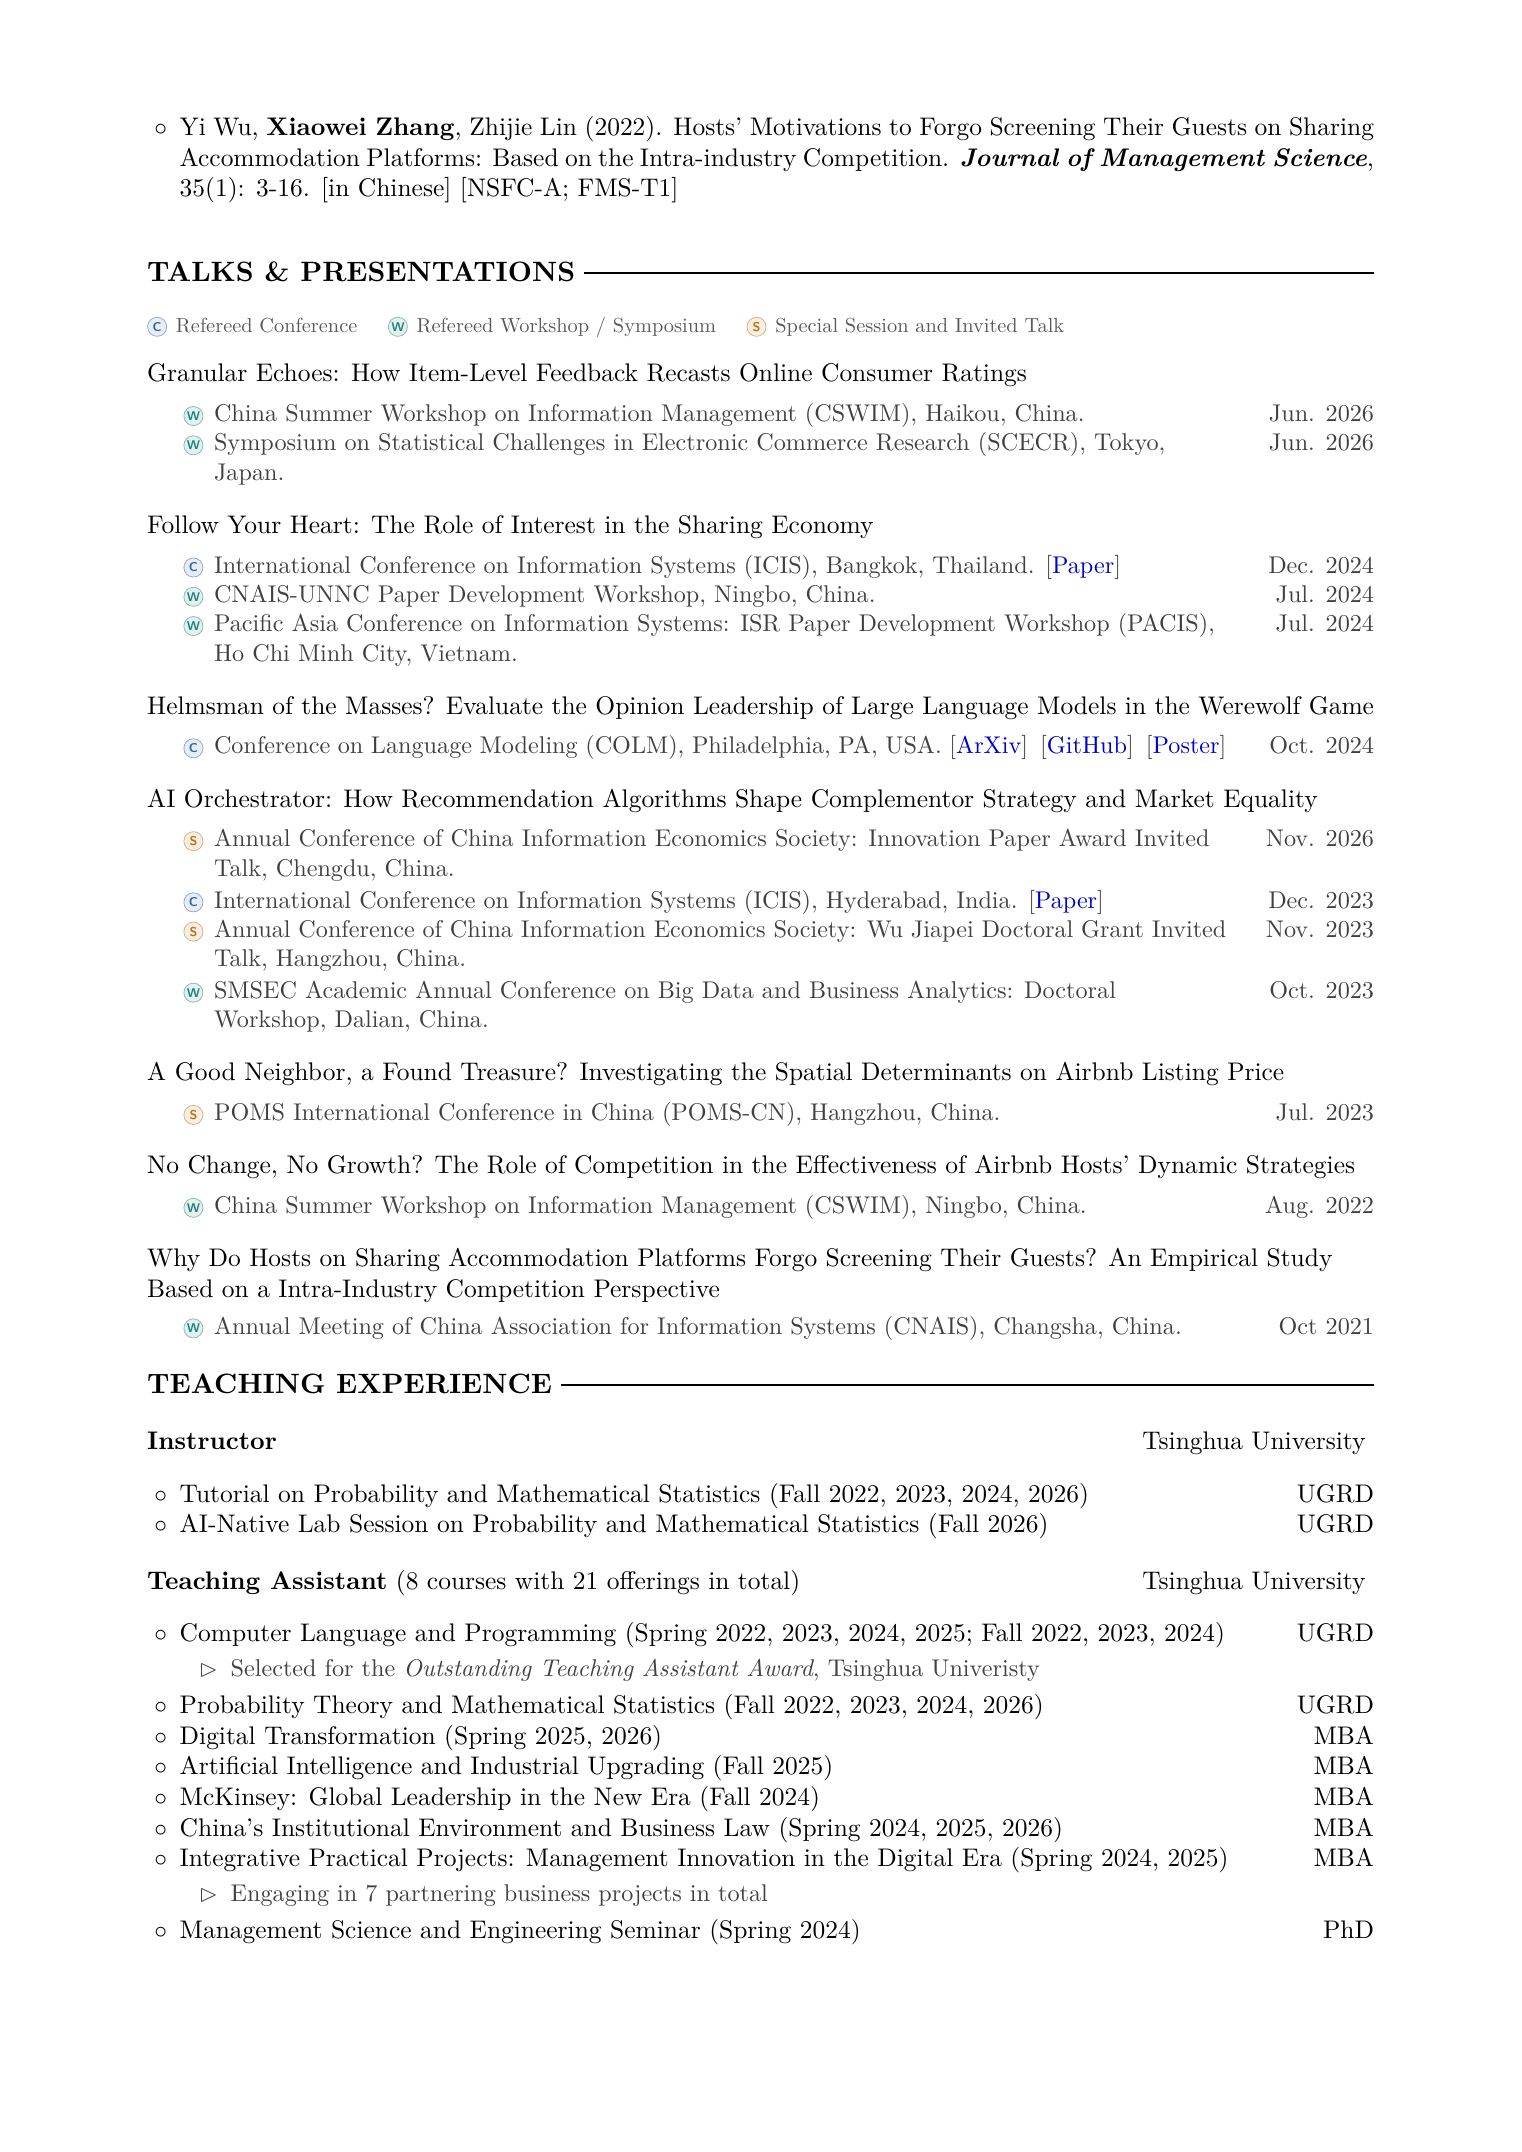 ◦ Yi Wu, Xiaowei Zhang, Zhijie Lin (2022). Hosts' Motivations to Forgo Screening Their Guests on Sharing
Accommodation Platforms: Based on the Intra-industry Competition. Journal of Management Science,
35(1): 3-16. [in Chinese] [NSFC-A; FMS-T1]
TALKS & PRESENTATIONS
C Refereed Conference W Refereed Workshop / Symposium S Special Session and Invited Talk
Granular Echoes: How Item-Level Feedback Recasts Online Consumer Ratings
W China Summer Workshop on Information Management (CSWIM), Haikou, China. Jun. 2026
W Symposium on Statistical Challenges in Electronic Commerce Research (SCECR), Tokyo, Jun. 2026
Japan.
Follow Your Heart: The Role of Interest in the Sharing Economy
C International Conference on Information Systems (ICIS), Bangkok, Thailand. [Paper] Dec. 2024
W CNAIS-UNNC Paper Development Workshop, Ningbo, China. Jul. 2024
W Pacific Asia Conference on Information Systems: ISR Paper Development Workshop (PACIS), Jul. 2024
Ho Chi Minh City, Vietnam.
Helmsman of the Masses? Evaluate the Opinion Leadership of Large Language Models in the Werewolf Game
C Conference on Language Modeling (COLM), Philadelphia, PA, USA. [ArXiv] [GitHub] [Poster] Oct. 2024
AI Orchestrator: How Recommendation Algorithms Shape Complementor Strategy and Market Equality
S Annual Conference of China Information Economics Society: Innovation Paper Award Invited Nov. 2026
Talk, Chengdu, China.
C International Conference on Information Systems (ICIS), Hyderabad, India. [Paper] Dec. 2023
S Annual Conference of China Information Economics Society: Wu Jiapei Doctoral Grant Invited Nov. 2023
Talk, Hangzhou, China.
W SMSEC Academic Annual Conference on Big Data and Business Analytics: Doctoral Oct. 2023
Workshop, Dalian, China.
A Good Neighbor, a Found Treasure? Investigating the Spatial Determinants on Airbnb Listing Price
S POMS International Conference in China (POMS-CN), Hangzhou, China. Jul. 2023
No Change, No Growth? The Role of Competition in the Effectiveness of Airbnb Hosts' Dynamic Strategies
W China Summer Workshop on Information Management (CSWIM), Ningbo, China. Aug. 2022
Why Do Hosts on Sharing Accommodation Platforms Forgo Screening Their Guests? An Empirical Study
Based on a Intra-Industry Competition Perspective
W Annual Meeting of China Association for Information Systems (CNAIS), Changsha, China. Oct 2021
TEACHING EXPERIENCE
Instructor Tsinghua University
◦ Tutorial on Probability and Mathematical Statistics (Fall 2022, 2023, 2024, 2026) UGRD
◦ AI-Native Lab Session on Probability and Mathematical Statistics (Fall 2026) UGRD
Teaching Assistant (8 courses with 21 offerings in total) Tsinghua University
◦ Computer Language and Programming (Spring 2022, 2023, 2024, 2025; Fall 2022, 2023, 2024) UGRD
▷ Selected for the Outstanding Teaching Assistant Award, Tsinghua Univeristy
◦ Probability Theory and Mathematical Statistics (Fall 2022, 2023, 2024, 2026) UGRD
◦ Digital Transformation (Spring 2025, 2026) MBA
◦ Artificial Intelligence and Industrial Upgrading (Fall 2025) MBA
◦ McKinsey: Global Leadership in the New Era (Fall 2024) MBA
◦ China's Institutional Environment and Business Law (Spring 2024, 2025, 2026) MBA
◦ Integrative Practical Projects: Management Innovation in the Digital Era (Spring 2024, 2025) MBA
▷ Engaging in 7 partnering business projects in total
◦ Management Science and Engineering Seminar (Spring 2024) PhD